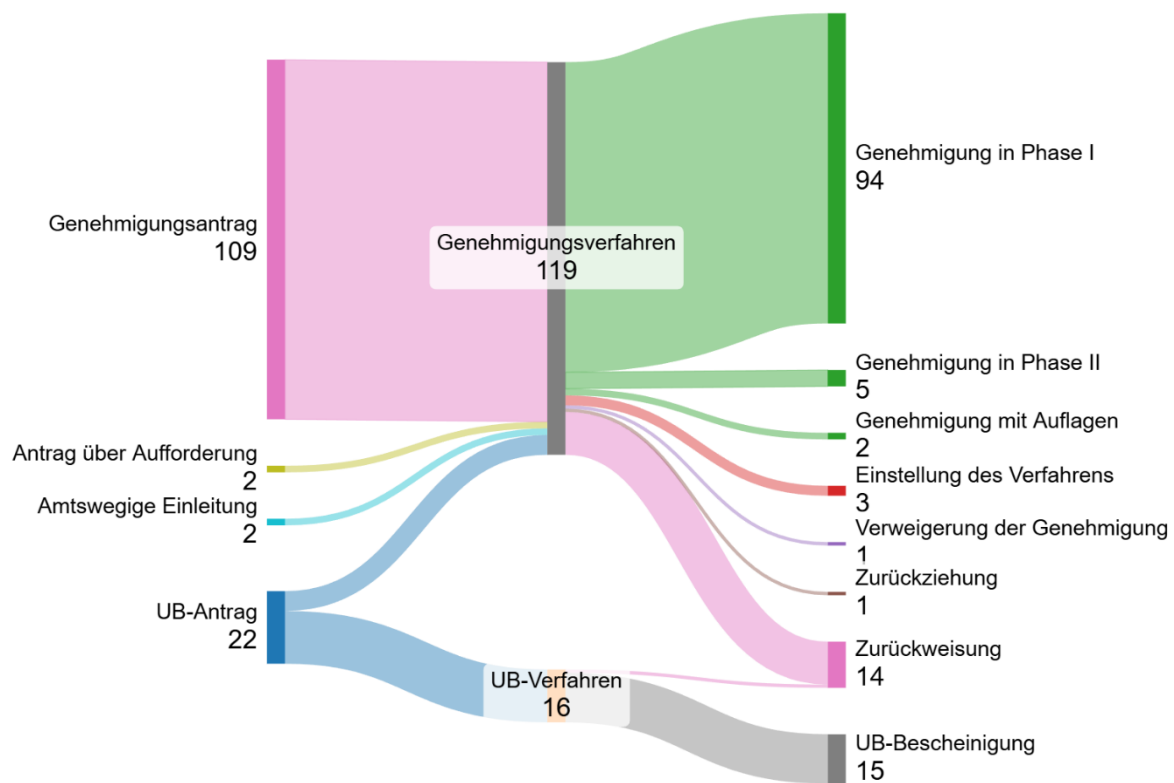 Genehmigungsantrag
109
Antrag über Aufforderung
2
Amtswegige Einleitung
2
UB-Antrag
22
Genehmigungsverfahren
119
UB-Verfahren
16
Genehmigung in Phase I
94
Genehmigung in Phase II
5
Genehmigung mit Auflagen
2
Einstellung des Verfahrens
3
Verweigerung der Genehmigung
1
Zurückziehung
1
Zurückweisung
14
UB-Bescheinigung
15